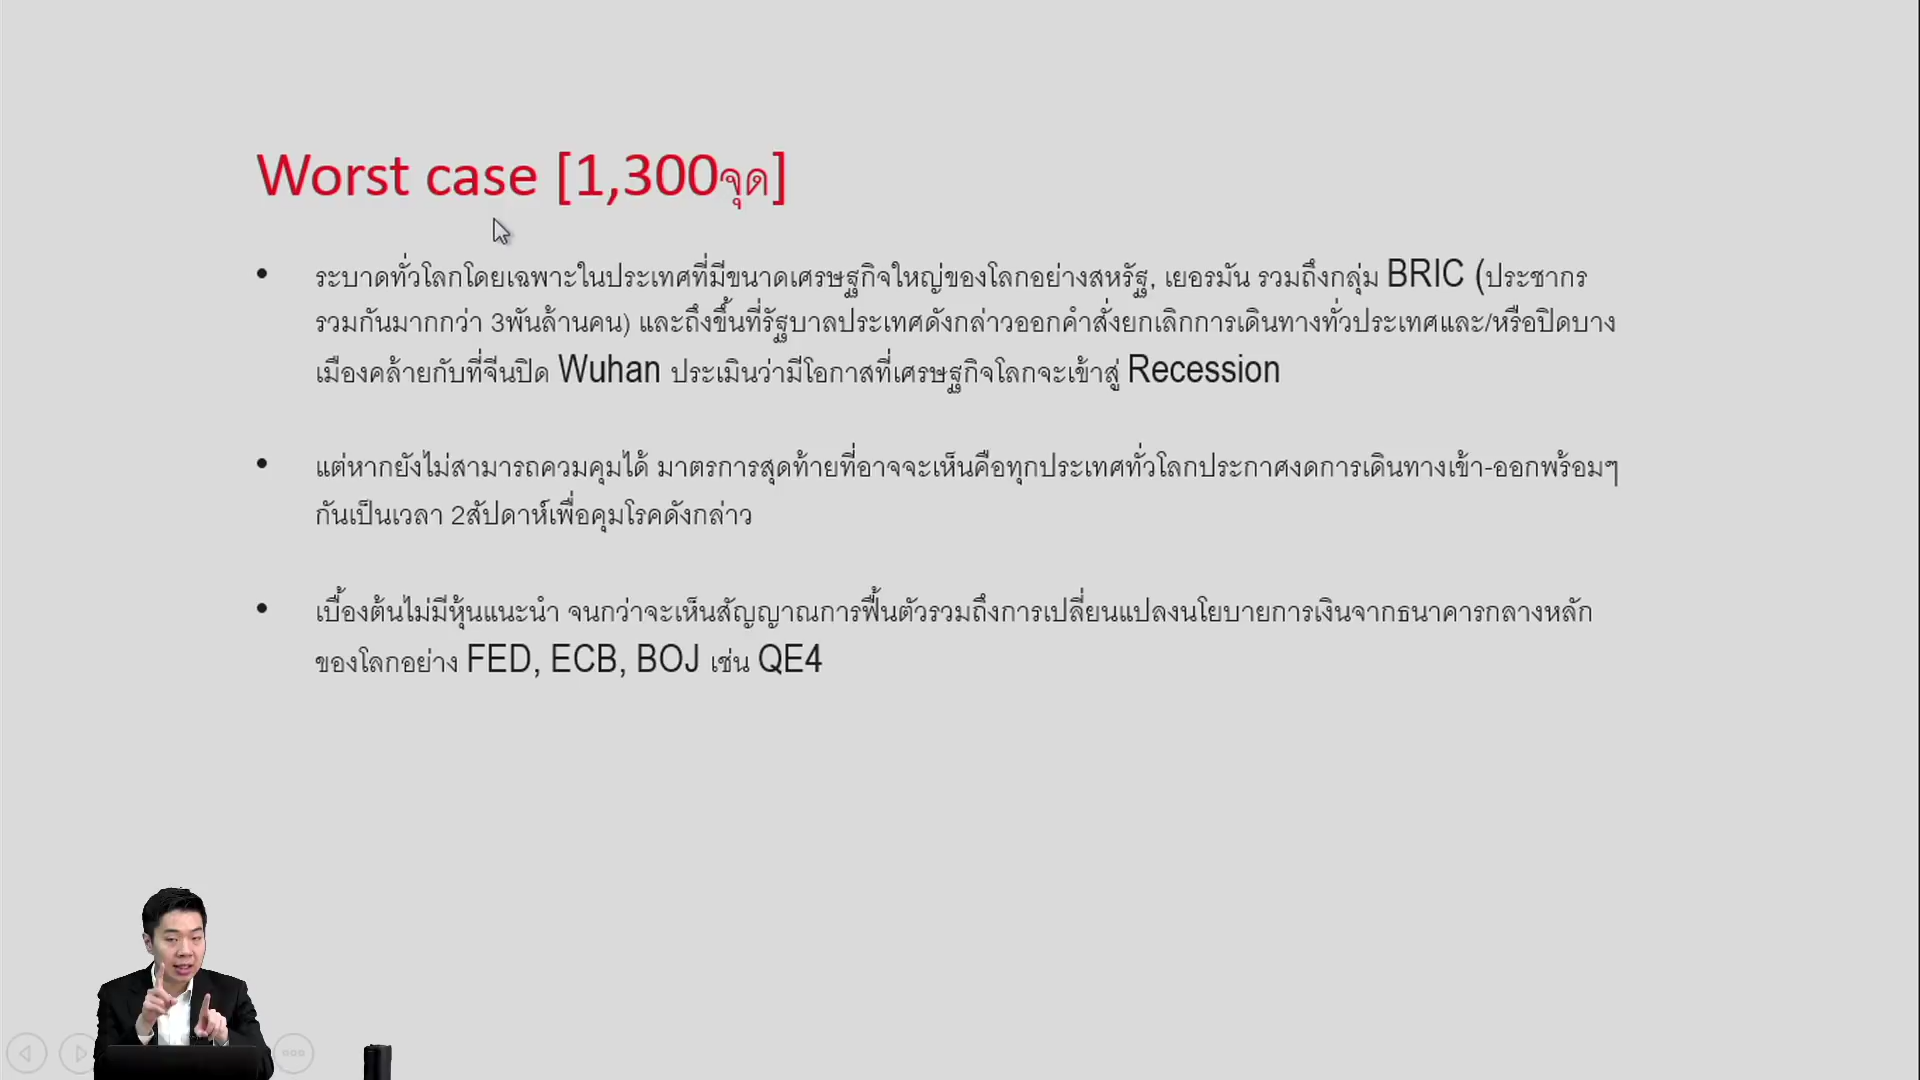 Worst case [1,300จุด]
• ระบาดทั่วโลกโดยเฉพาะในประเทศที่มีขนาดเศรษฐกิจใหญ่ของโลกอย่างสหรัฐ, เยอรมัน รวมถึงกลุ่ม BRIC (ประชากร
รวมกันมากกว่า 3พันล้านคน) และถึงขึ้นที่รัฐบาลประเทศดังกล่าวออกคำสั่งยกเลิกการเดินทางทั่วประเทศและ/หรือปิดบาง
เมืองคล้ายกับที่จีนปิด Wuhan ประเมินว่ามีโอกาสที่เศรษฐกิจโลกจะเข้าสู่ Recession
• แต่หากยังไม่สามารถควมคุมได้ มาตรการสุดท้ายที่อาจจะเห็นคือทุกประเทศทั่วโลกประกาศงดการเดินทางเข้า-ออกพร้อมๆ
กันเป็นเวลา 2สัปดาห์เพื่อคุมโรคดังกล่าว
• เบื้องต้นไม่มีหุ้นแนะนำ จนกว่าจะเห็นสัญญาณการฟื้นตัวรวมถึงการเปลี่ยนแปลงนโยบายการเงินจากธนาคารกลางหลัก
ของโลกอย่าง FED, ECB, BOJ เช่น QE4